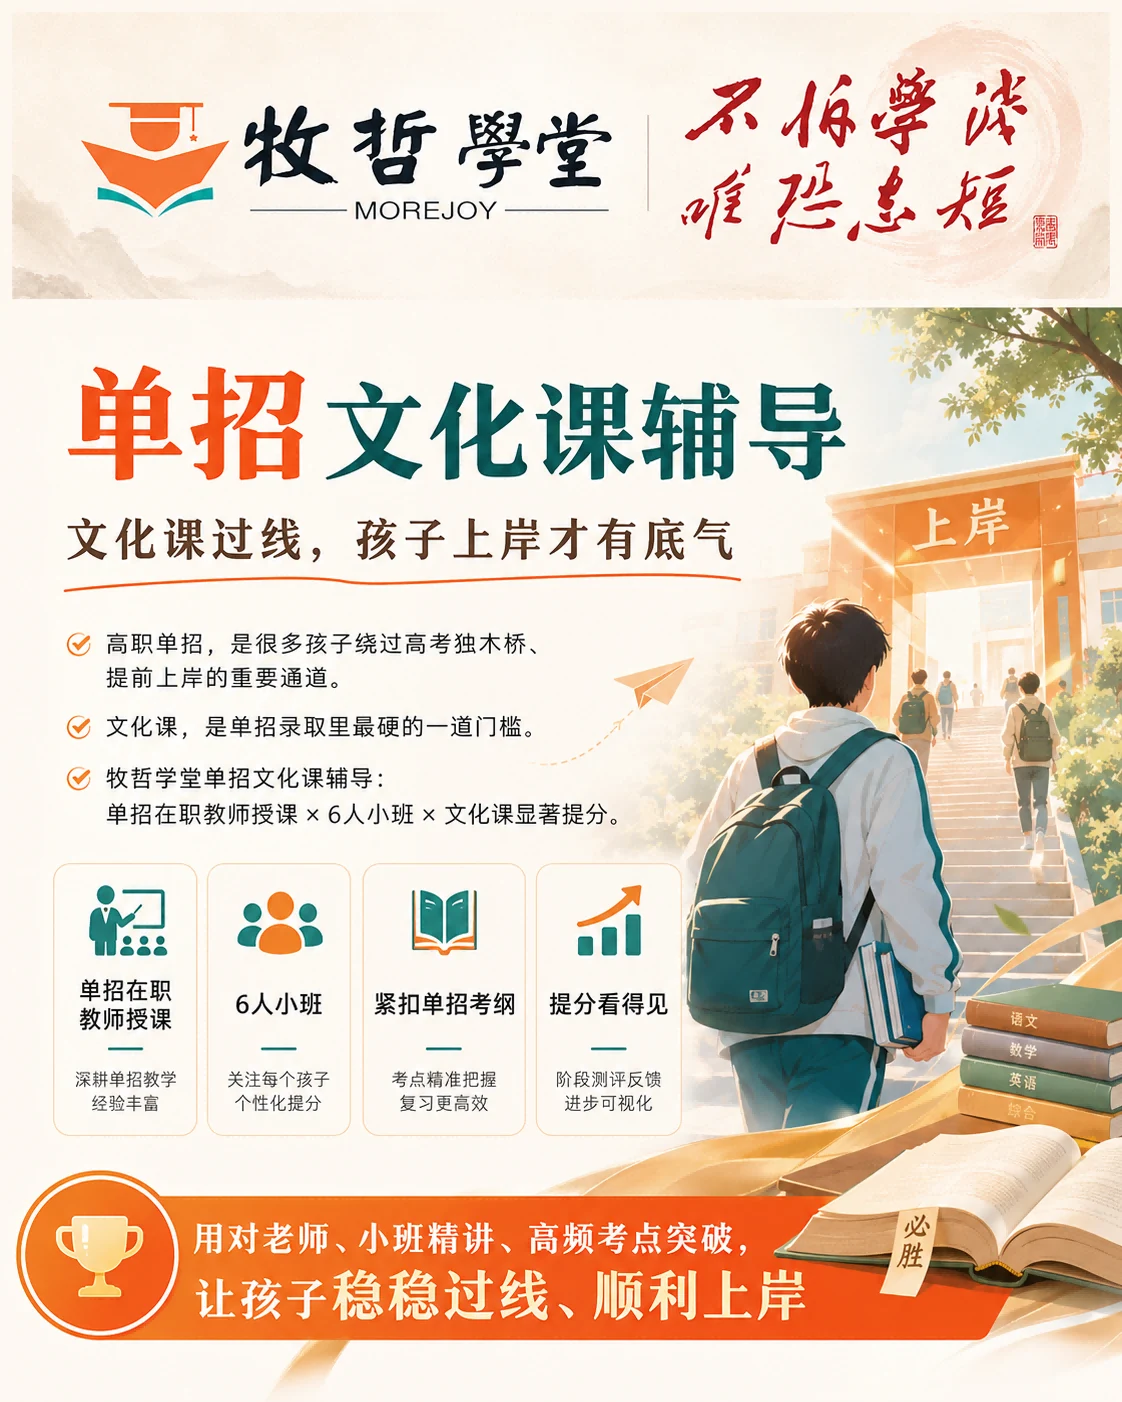 牧哲學堂
MOREJOY
不怕學淺
唯恐志短
单招文化课辅导
文化课过线，孩子上岸才有底气
上岸
高职单招，是很多孩子绕过高考独木桥、
提前上岸的重要通道。
文化课，是单招录取里最硬的一道门槛。
牧哲学堂单招文化课辅导：
单招在职教师授课 × 6人小班 × 文化课显著提分。
单招在职
教师授课
深耕单招教学
经验丰富
6人小班
关注每个孩子
个性化提分
紧扣单招考纲
考点精准把握
复习更高效
提分看得见
阶段测评反馈
进步可视化
语文
数学
英语
综合
必胜
用对老师、小班精讲、高频考点突破，
让孩子稳稳过线、顺利上岸